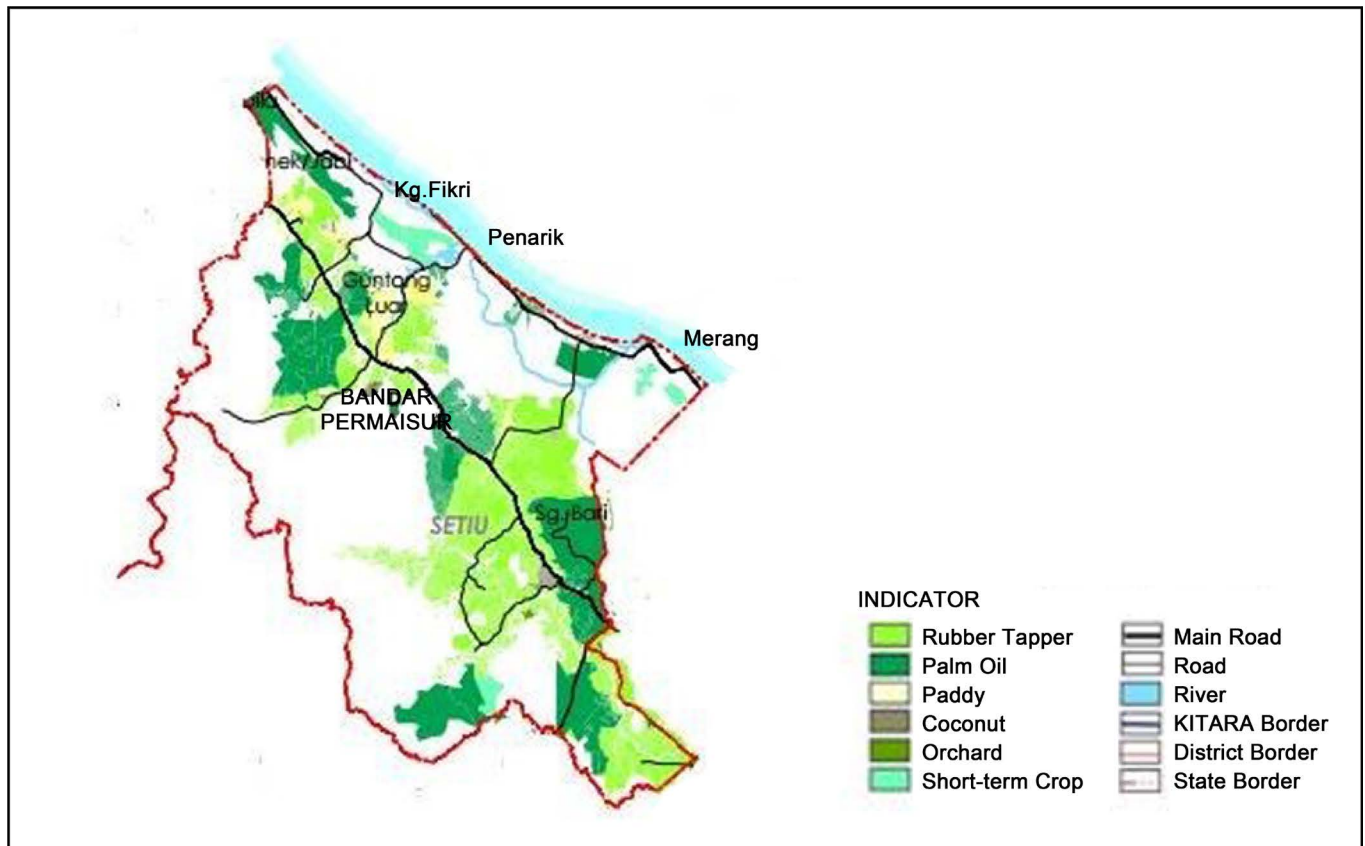 Kg.Fikri
Penarik
Guntong
Luar
Merang
BANDAR
PERMAISUR
SETIU
Sg. Bari
INDICATOR
Rubber Tapper
Palm Oil
Paddy
Coconut
Orchard
Short-term Crop
Main Road
Road
River
KITARA Border
District Border
State Border